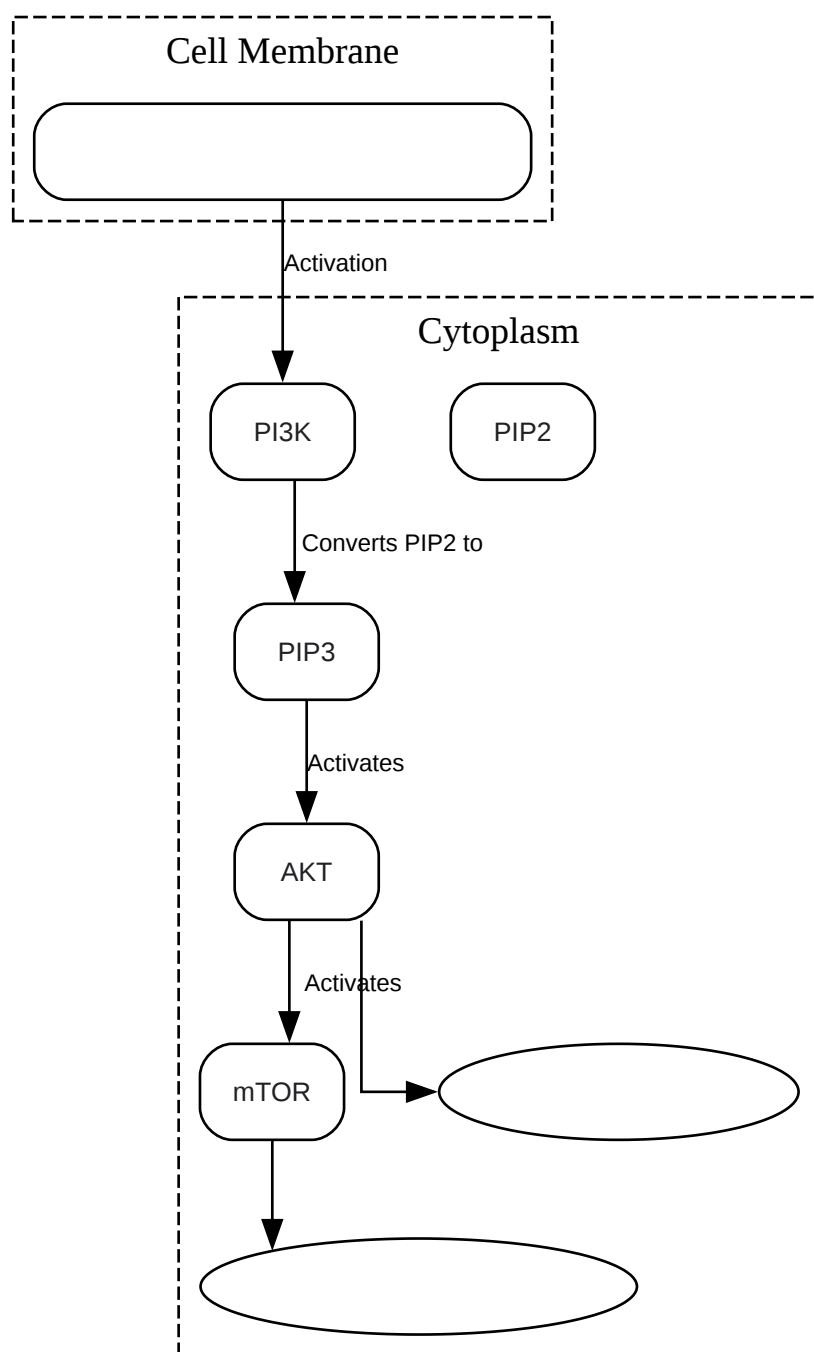 Cell Membrane
Activation
Cytoplasm
PI3K
PIP2
Converts PIP2 to
PIP3
Activates
AKT
Activates
mTOR